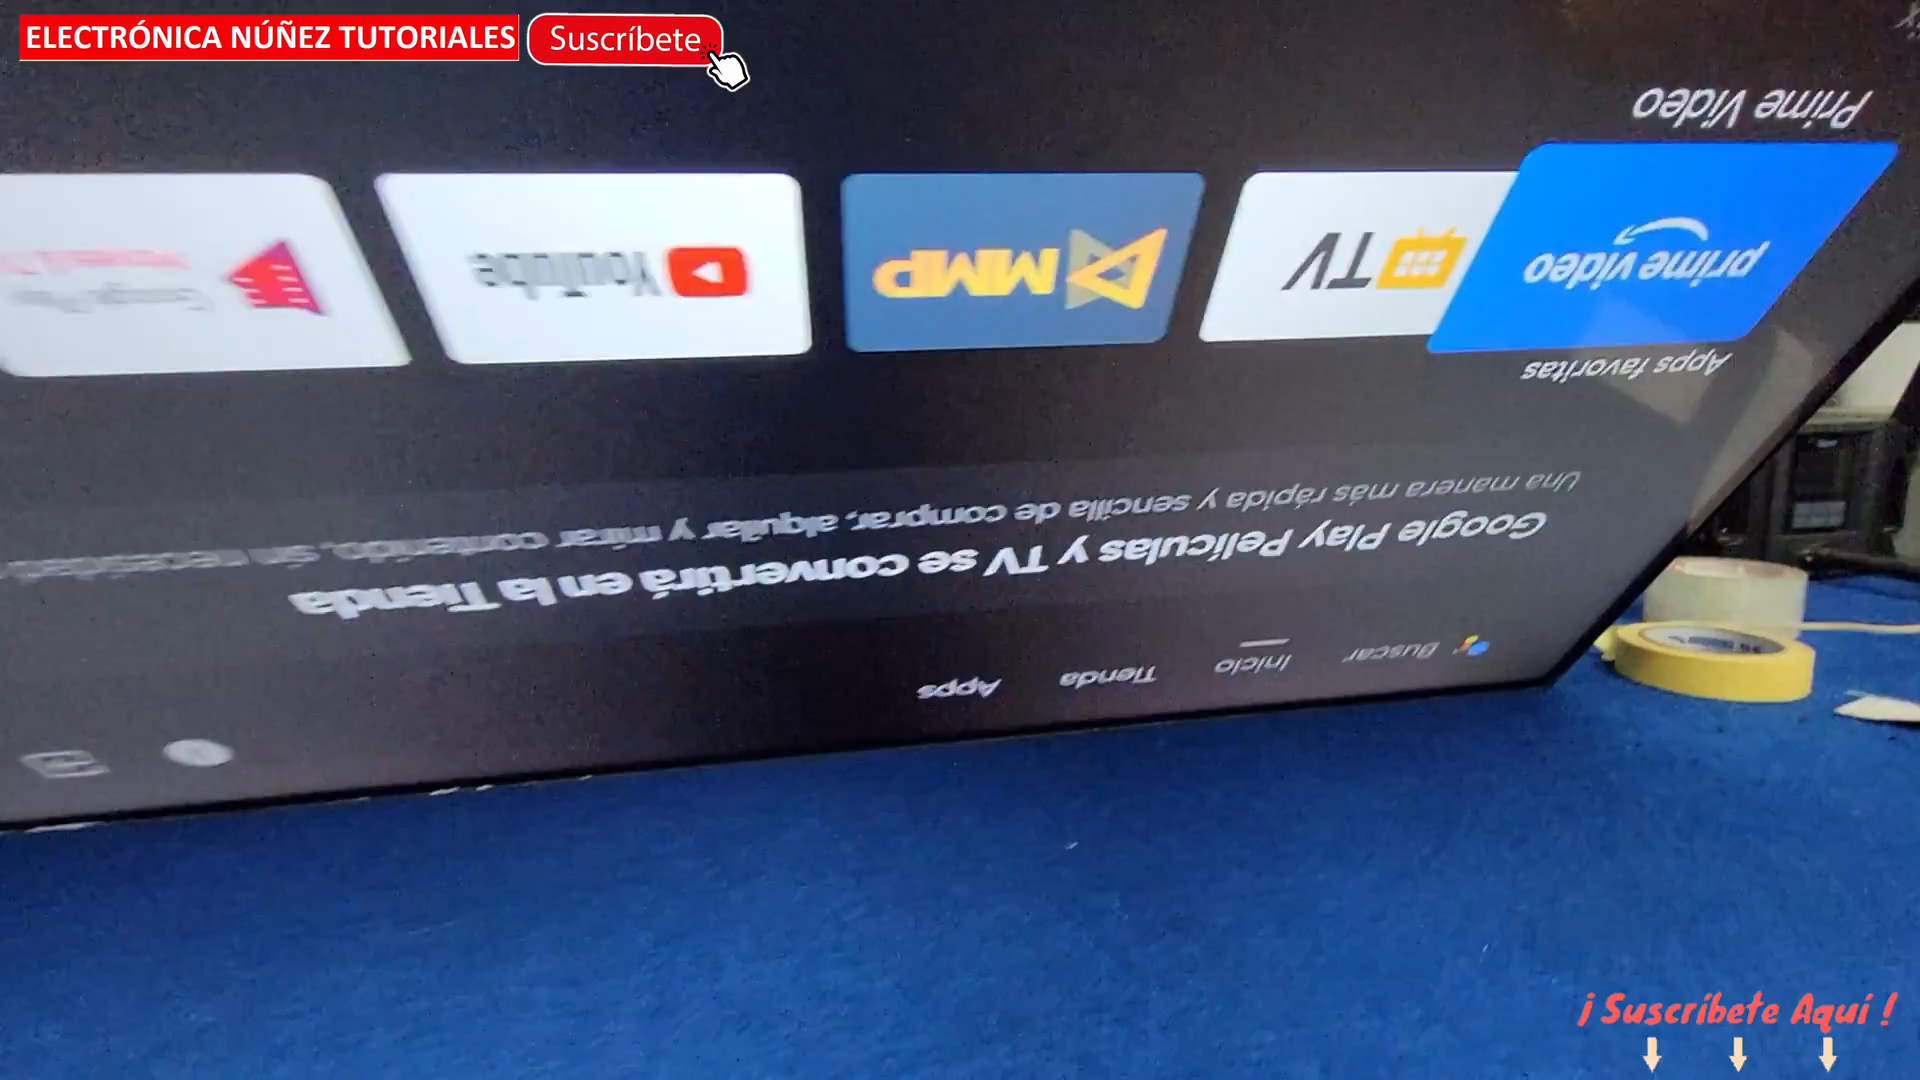 ELECTRÓNICA NÚÑEZ TUTORIALES
Suscríbete
Buscar
Inicio
Tienda
Apps
Google Play Películas y TV se convertirá en la Tienda
Una manera más rápida y sencilla de comprar, alquilar y mirar contenido, sin
Apps favoritas
prime video
TV
MMP
YouTube
Google Play
Prime Video
¡Suscríbete Aquí!